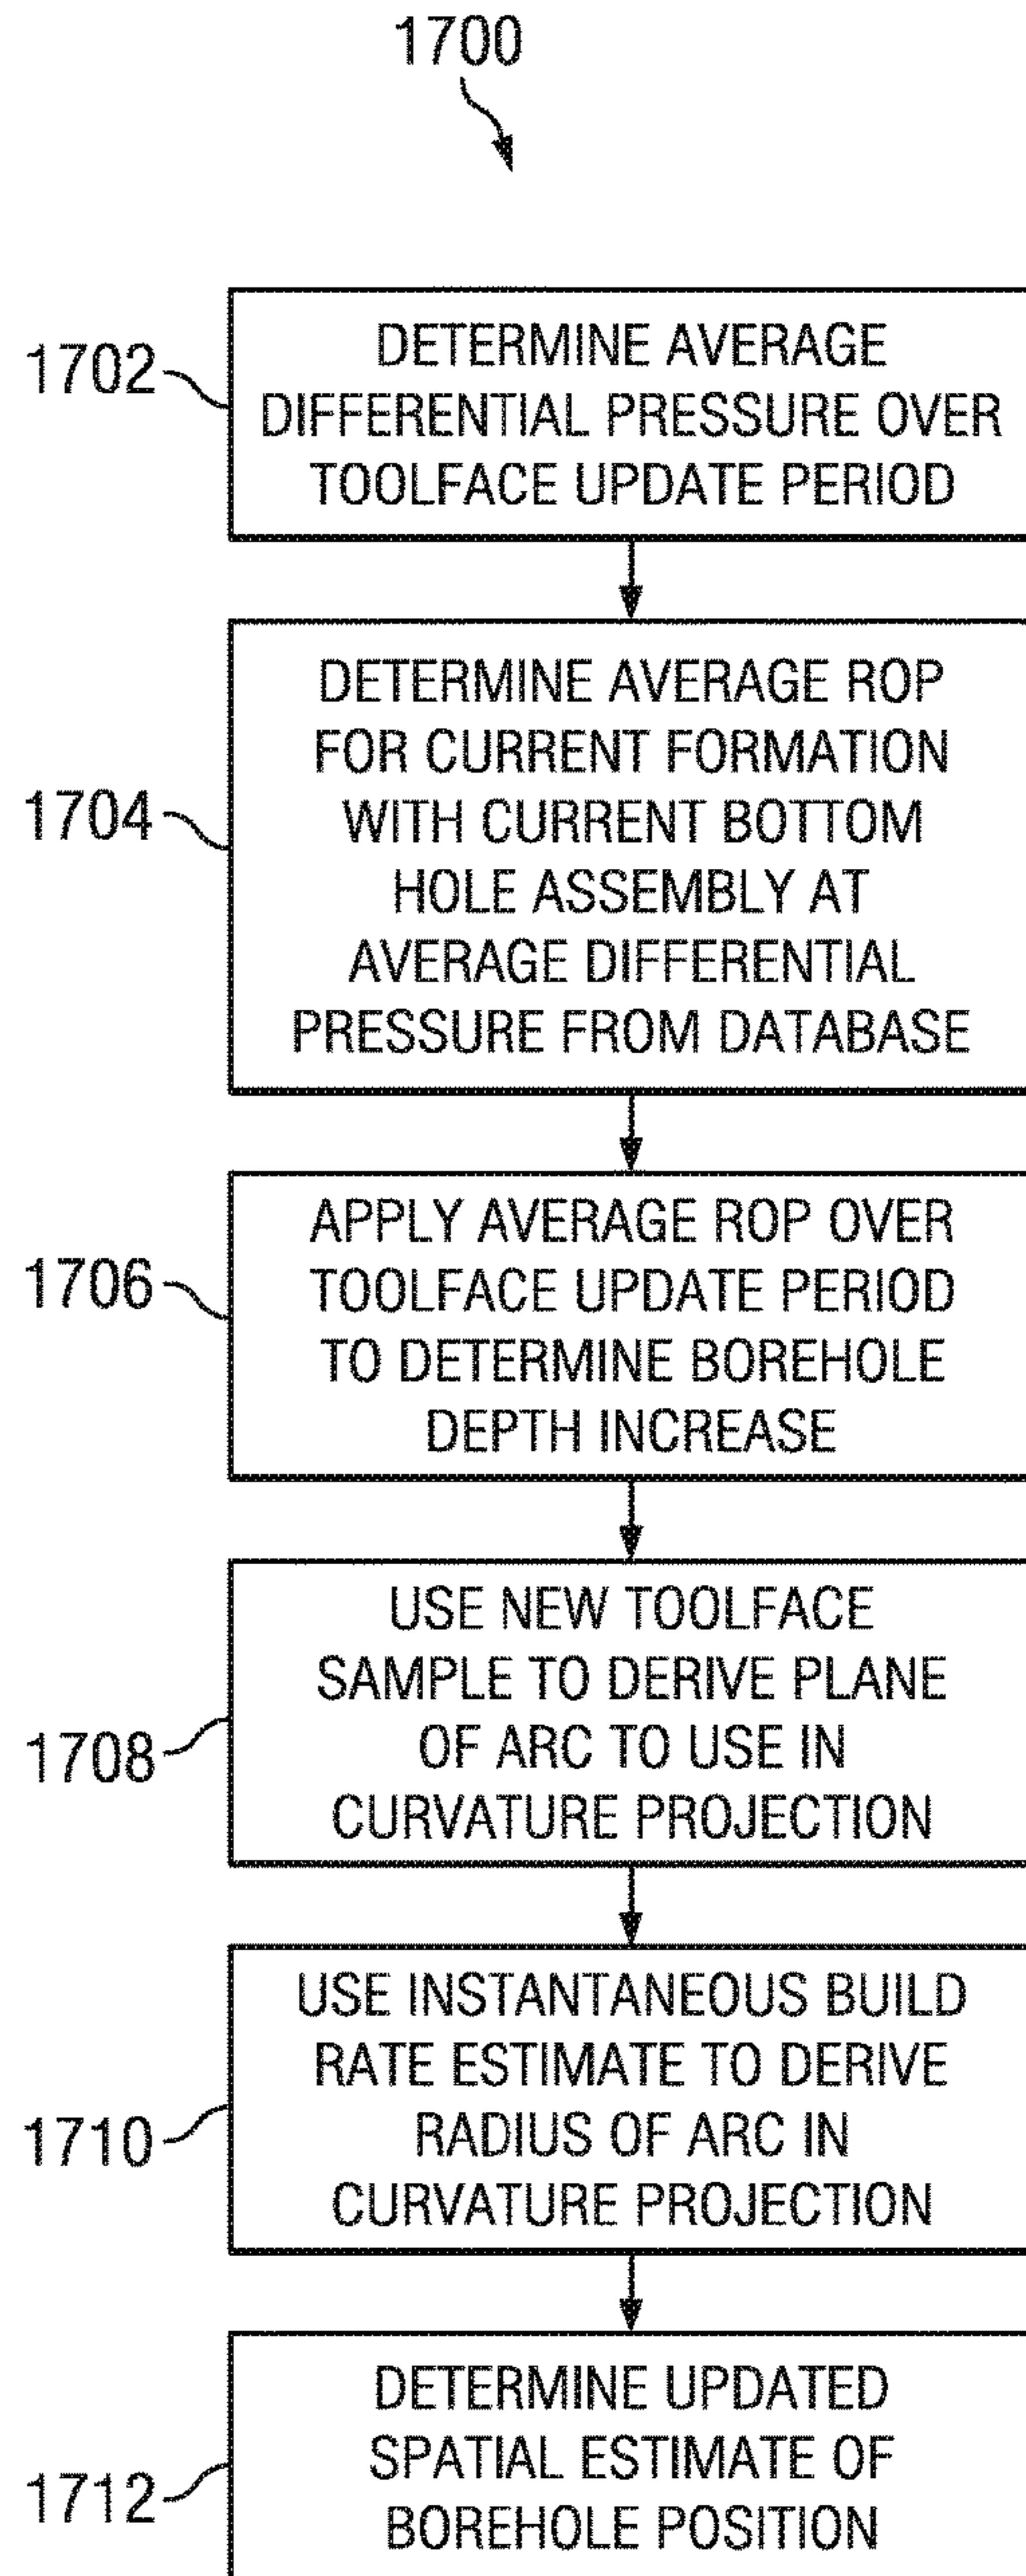 1700
1702
DETERMINE AVERAGE
DIFFERENTIAL PRESSURE OVER
TOOLFACE UPDATE PERIOD
1704
DETERMINE AVERAGE ROP
FOR CURRENT FORMATION
WITH CURRENT BOTTOM
HOLE ASSEMBLY AT
AVERAGE DIFFERENTIAL
PRESSURE FROM DATABASE
1706
APPLY AVERAGE ROP OVER
TOOLFACE UPDATE PERIOD
TO DETERMINE BOREHOLE
DEPTH INCREASE
1708
USE NEW TOOLFACE
SAMPLE TO DERIVE PLANE
OF ARC TO USE IN
CURVATURE PROJECTION
1710
USE INSTANTANEOUS BUILD
RATE ESTIMATE TO DERIVE
RADIUS OF ARC IN
CURVATURE PROJECTION
1712
DETERMINE UPDATED
SPATIAL ESTIMATE OF
BOREHOLE POSITION